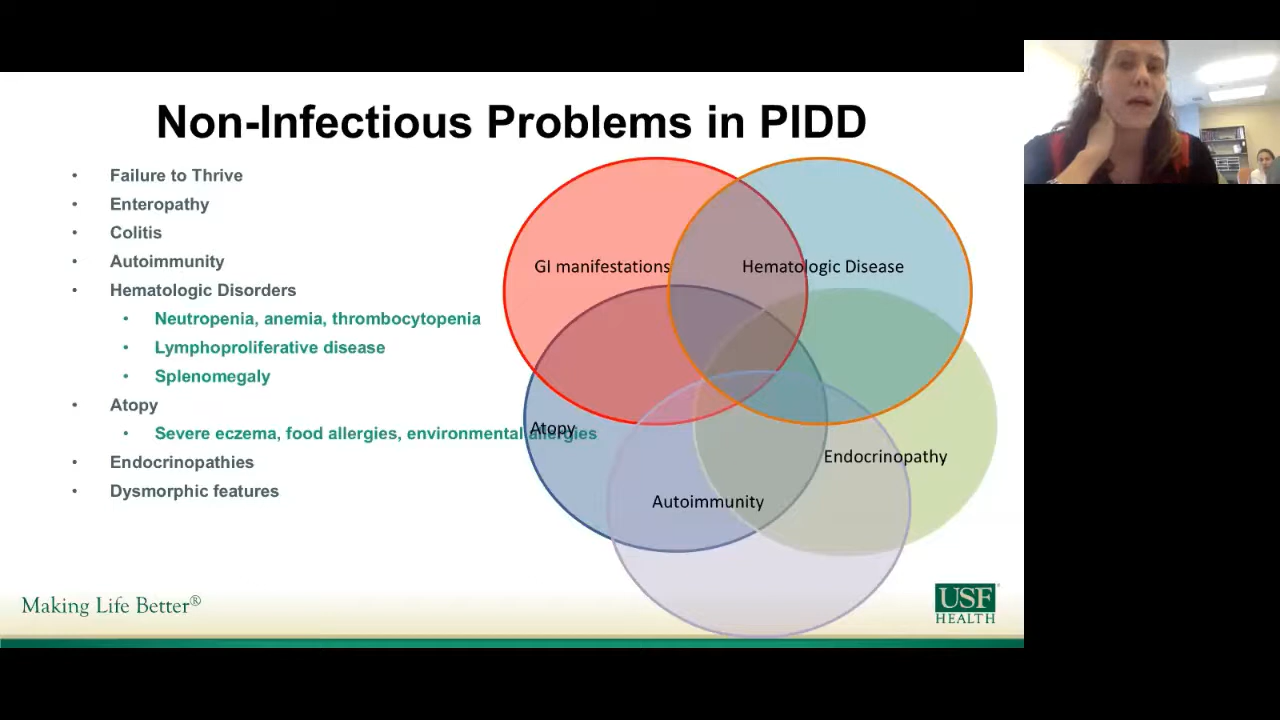 Non-Infectious Problems in PIDD
• Failure to Thrive
• Enteropathy
• Colitis
• Autoimmunity
• Hematologic Disorders
• Neutropenia, anemia, thrombocytopenia
• Lymphoproliferative disease
• Splenomegaly
• Atopy
• Severe eczema, food allergies, environmental allergies
• Endocrinopathies
• Dysmorphic features
GI manifestations
Hematologic Disease
Atopy
Endocrinopathy
Autoimmunity
Making Life Better®
USF
HEALTH